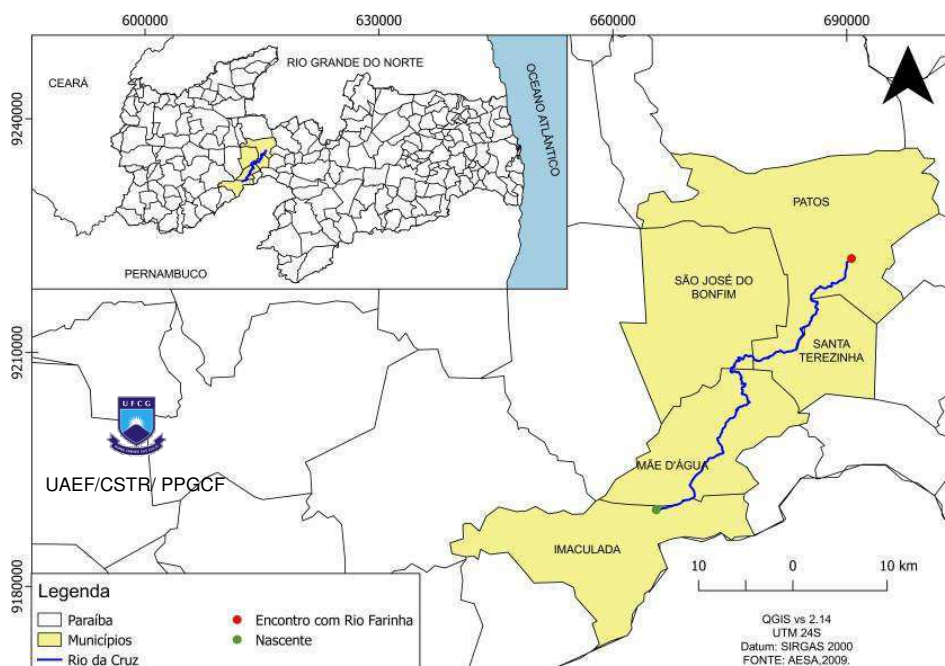 600000
630000
660000
690000
9240000
9210000
9180000
CEARÁ
RIO GRANDE DO NORTE
OCEANO ATLÂNTICO
PERNAMBUCO
PATOS
SÃO JOSÉ DO
BONFIM
SANTA
TEREZINHA
MÃE D'ÁGUA
IMACULADA
UFCG
UAEF/CSTR/ PPGCF
Legenda
Paraíba
Municípios
Rio da Cruz
Encontro com Rio Farinha
Nascente
10 0 10 km
QGIS vs 2.14
UTM 24S
Datum: SIRGAS 2000
FONTE: AESA,2009.